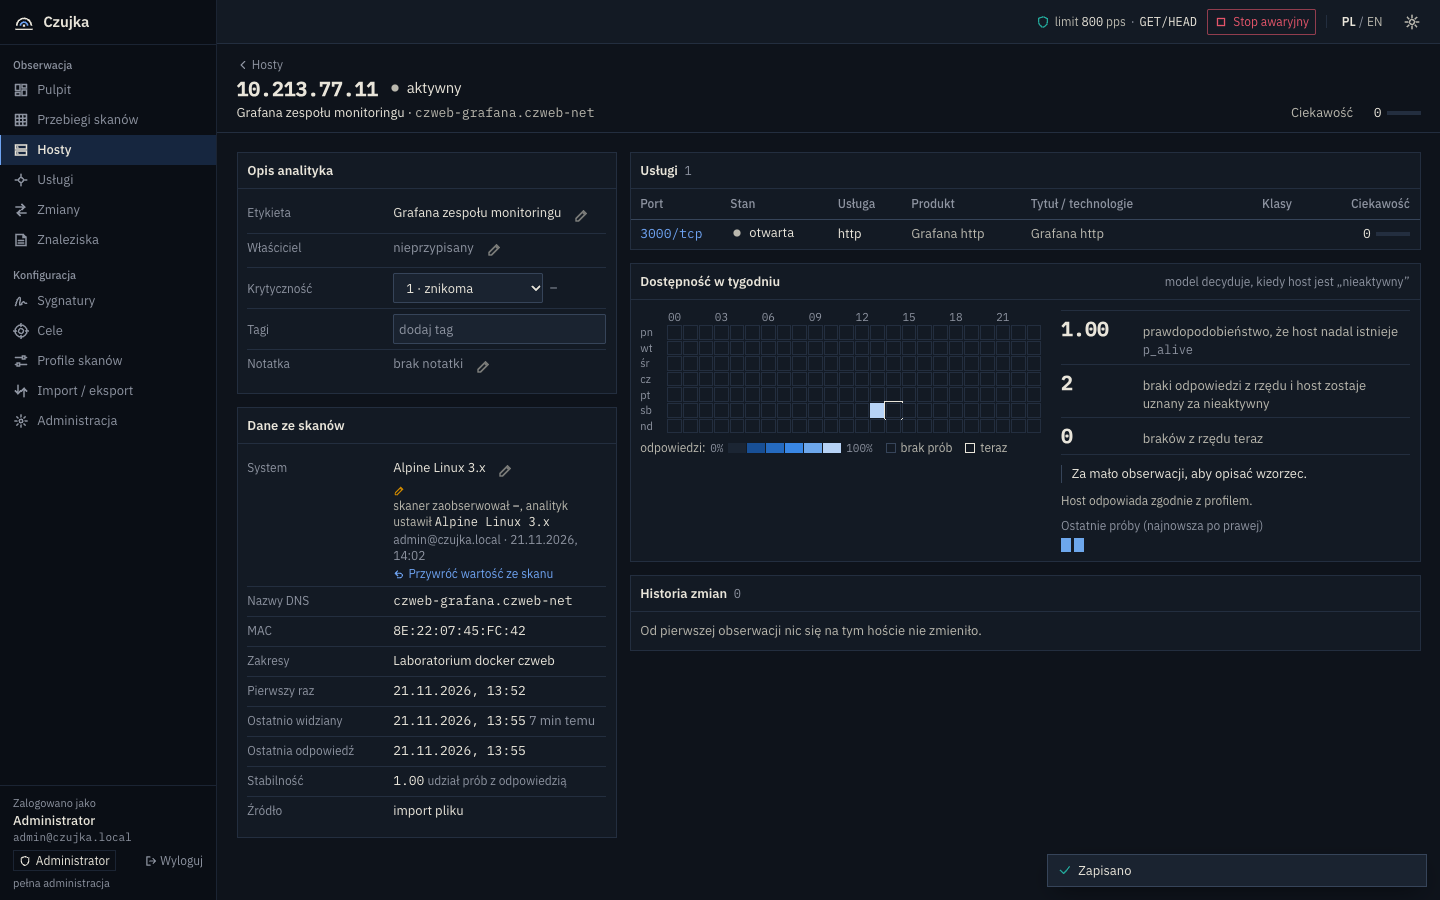 Czujka
limit 800 pps · GET/HEAD
Stop awaryjny
PL / EN
Obserwacja
Pulpit
Przebiegi skanów
Hosty
Usługi
Zmiany
Znaleziska
Konfiguracja
Sygnatury
Cele
Profile skanów
Import / eksport
Administracja
Zalogowano jako
Administrator
admin@czujka.local
Administrator
Wyloguj
pełna administracja
Hosty
10.213.77.11 aktywny
Grafana zespołu monitoringu · czweb-grafana.czweb-net
Ciekawość 0
Opis analityka
Etykieta Grafana zespołu monitoringu
Właściciel nieprzypisany
Krytyczność 1 · znikoma –
Tagi dodaj tag
Notatka brak notatki
Dane ze skanów
System Alpine Linux 3.x
skaner zaobserwował –, analityk
ustawił Alpine Linux 3.x
admin@czujka.local · 21.11.2026,
14:02
Przywróć wartość ze skanu
Nazwy DNS czweb-grafana.czweb-net
MAC 8E:22:07:45:FC:42
Zakresy Laboratorium docker czweb
Pierwszy raz 21.11.2026, 13:52
Ostatnio widziany 21.11.2026, 13:55 7 min temu
Ostatnia odpowiedź 21.11.2026, 13:55
Stabilność 1.00 udział prób z odpowiedzią
Źródło import pliku
Usługi 1
Port Stan Usługa Produkt Tytuł / technologie Klasy Ciekawość
3000/tcp otwarta http Grafana http Grafana http 0
Dostępność w tygodniu
model decyduje, kiedy host jest „nieaktywny”
00 03 06 09 12 15 18 21
pn
wt
śr
cz
pt
sb
nd
odpowiedzi: 0% 100% brak prób teraz
1.00 prawdopodobieństwo, że host nadal istnieje
p_alive
2 braki odpowiedzi z rzędu i host zostaje
uznany za nieaktywny
0 braków z rzędu teraz
Za mało obserwacji, aby opisać wzorzec.
Host odpowiada zgodnie z profilem.
Ostatnie próby (najnowsza po prawej)
Historia zmian 0
Od pierwszej obserwacji nic się na tym hoście nie zmieniło.
Zapisano